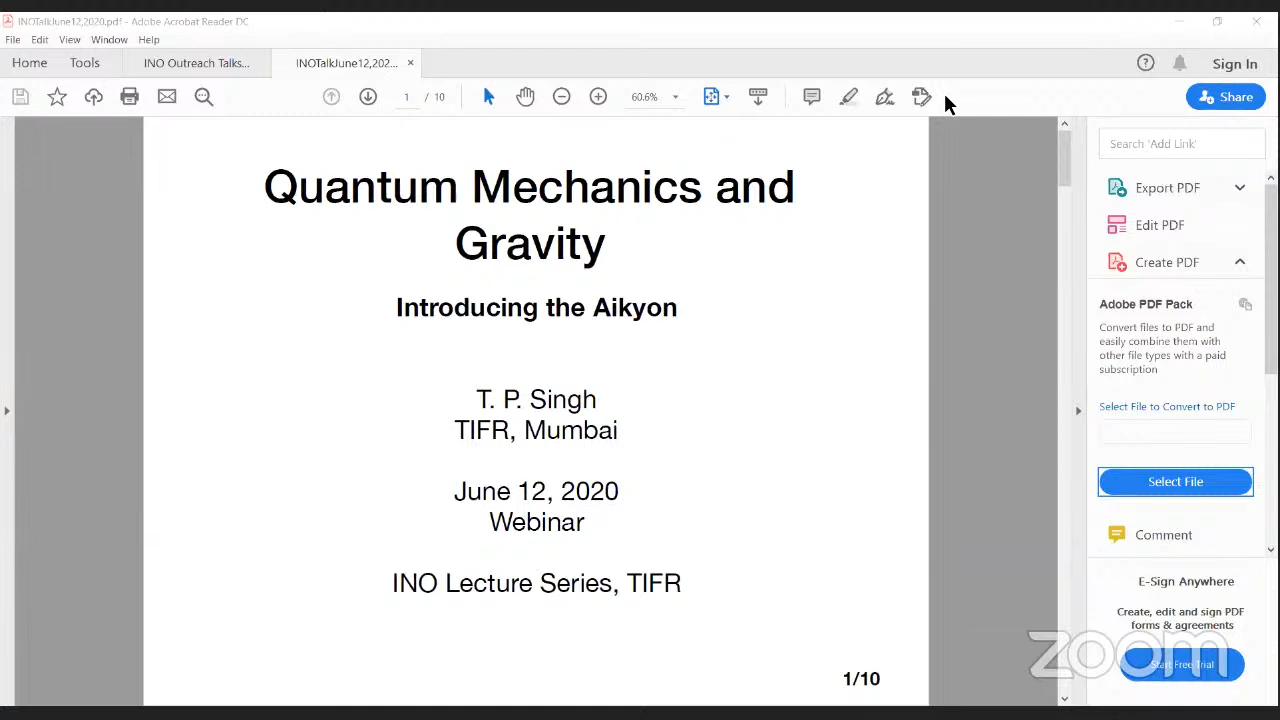 INOTalkJune12,2020.pdf - Adobe Acrobat Reader DC
File Edit View Window Help
Home Tools INO Outreach Talks... INOTalkJune12,202... × Sign In
1 / 10 60.6% Share
Quantum Mechanics and
Gravity
Introducing the Aikyon
T. P. Singh
TIFR, Mumbai
June 12, 2020
Webinar
INO Lecture Series, TIFR
1/10
Search 'Add Link'
Export PDF
Edit PDF
Create PDF
Adobe PDF Pack
Convert files to PDF and
easily combine them with
other file types with a paid
subscription
Select File to Convert to PDF
Select File
Comment
E-Sign Anywhere
Create, edit and sign PDF
forms & agreements
Start Free Trial
zoom